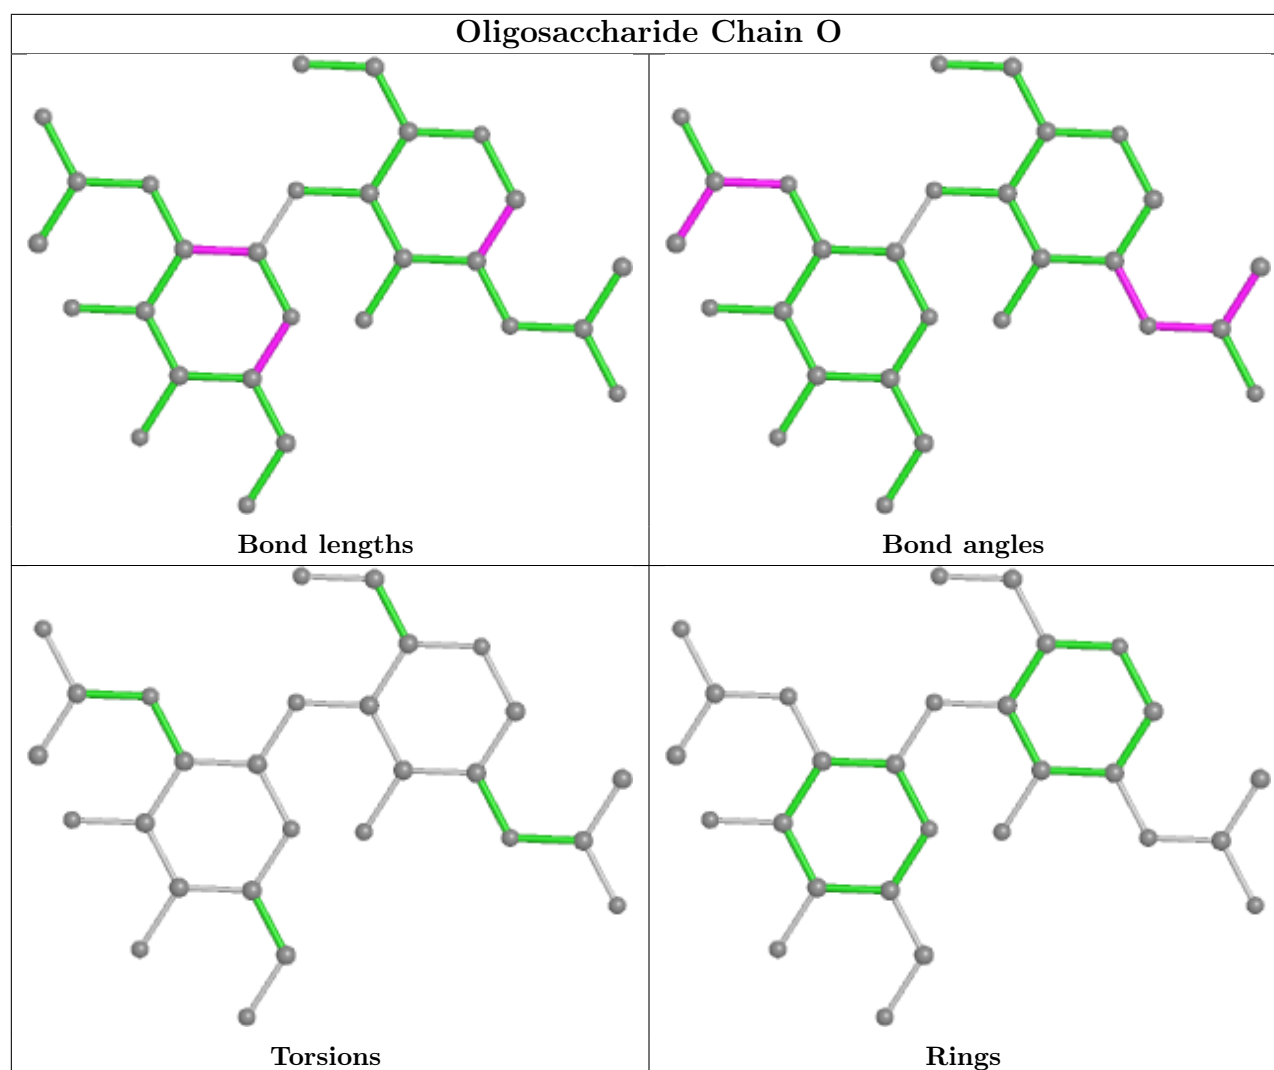 Oligosaccharide Chain O
Bond lengths
Bond angles
Torsions
Rings